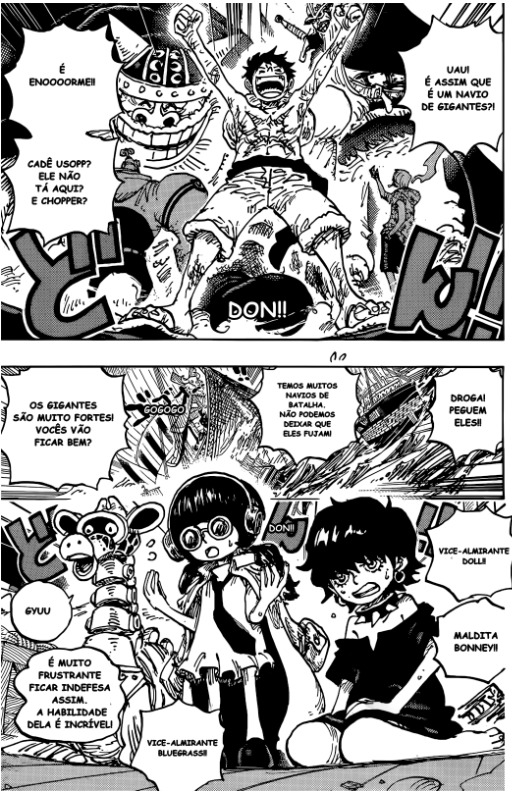 UAU!
É ASSIM QUE
É UM NAVIO
DE GIGANTES?!
É
ENOOOORME!!
CADÊ USOPP?
ELE NÃO
TÁ AQUI?
E CHOPPER?
ドン!!
DON!!
DROGA!
PEGUEM
ELES!!
TEMOS MUITOS
NAVIOS DE
BATALHA.
NÃO PODEMOS
DEIXAR QUE
ELES FUJAM!
GOGOGO
OS GIGANTES
SÃO MUITO FORTES!
VOCÊS VÃO
FICAR BEM?
VICE-ALMIRANTE
DOLL!!
DON!!
MALDITA
BONNEY!!
GYUU
É MUITO
FRUSTRANTE
FICAR INDEFESA
ASSIM.
A HABILIDADE
DELA É INCRÍVEL!
VICE-ALMIRANTE
BLUEGRASS!!